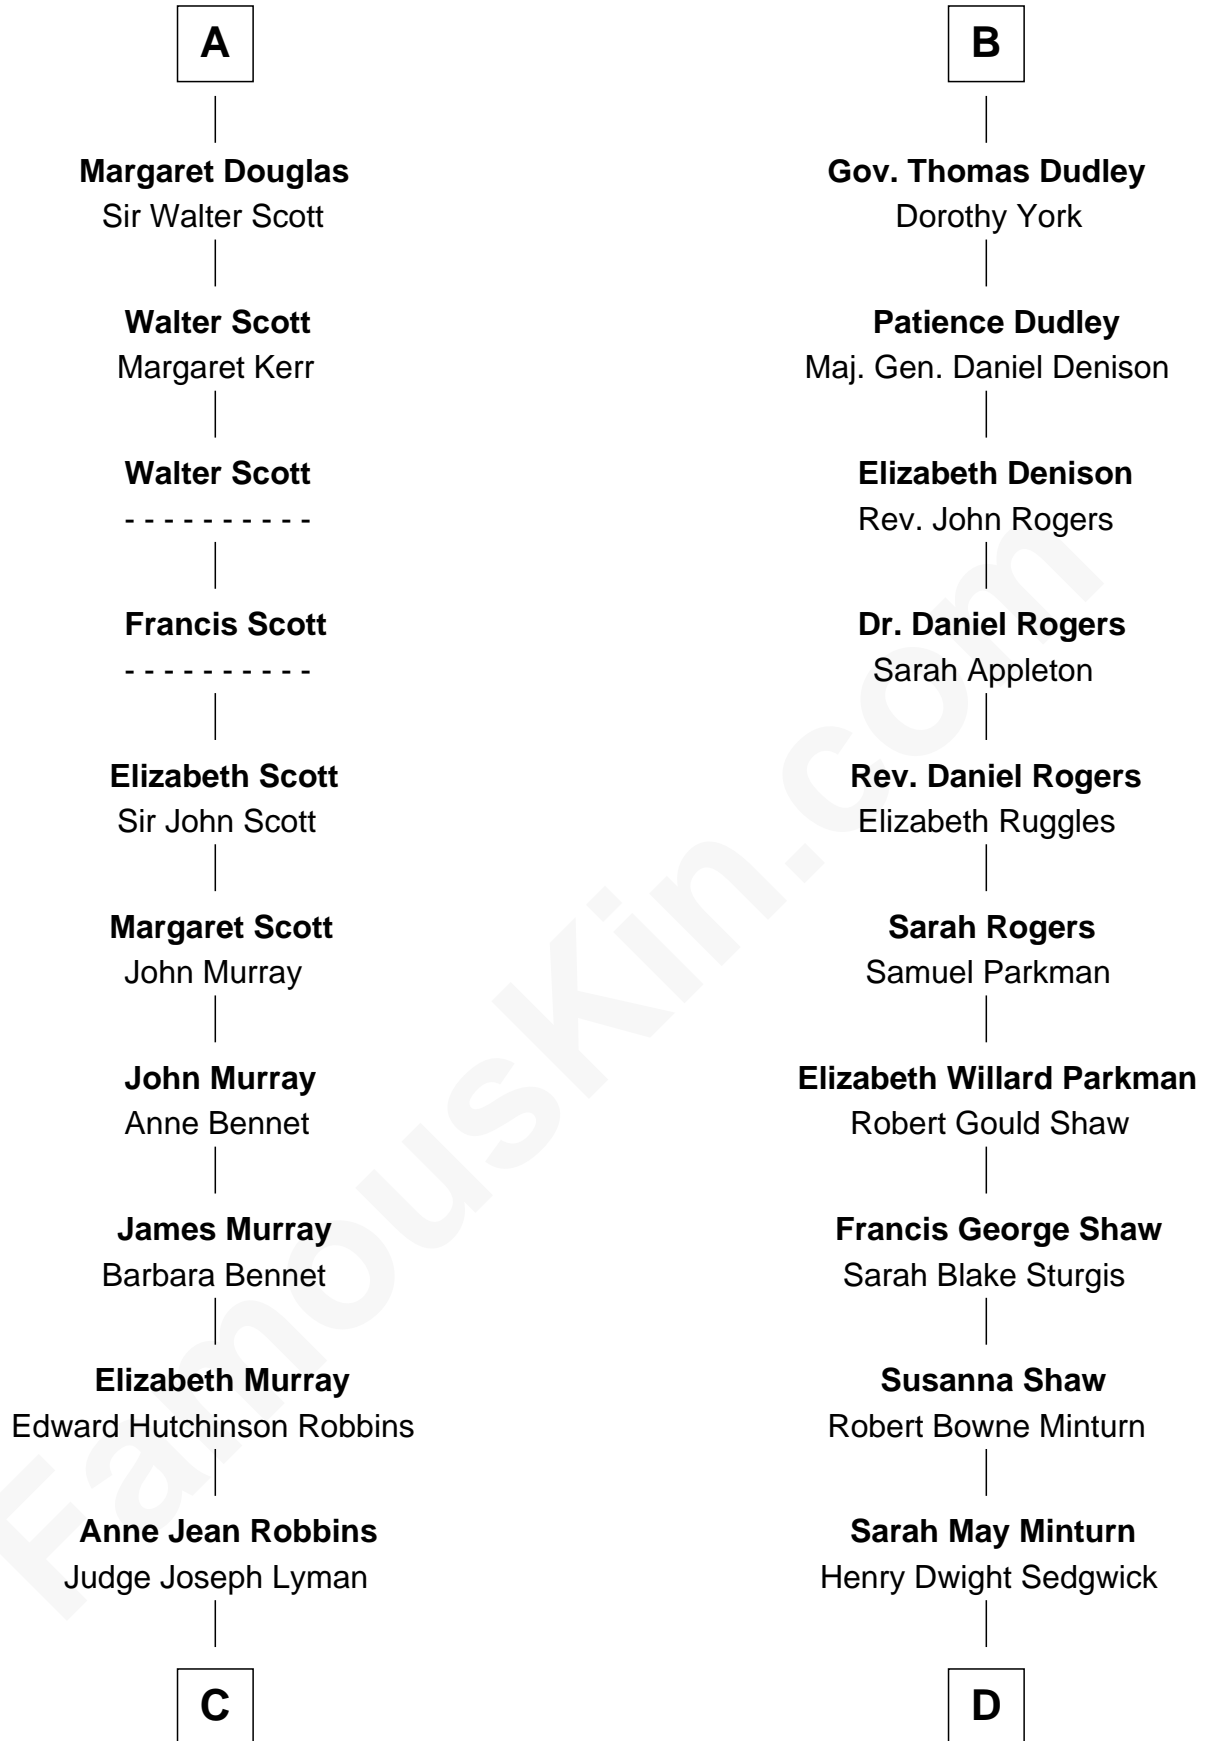 A
Margaret Douglas
Sir Walter Scott
Walter Scott
Margaret Kerr
Walter Scott
- - - - - - - - - -
Francis Scott
- - - - - - - - - -
Elizabeth Scott
Sir John Scott
Margaret Scott
John Murray
John Murray
Anne Bennet
James Murray
Barbara Bennet
Elizabeth Murray
Edward Hutchinson Robbins
Anne Jean Robbins
Judge Joseph Lyman
C
B
Gov. Thomas Dudley
Dorothy York
Patience Dudley
Maj. Gen. Daniel Denison
Elizabeth Denison
Rev. John Rogers
Dr. Daniel Rogers
Sarah Appleton
Rev. Daniel Rogers
Elizabeth Ruggles
Sarah Rogers
Samuel Parkman
Elizabeth Willard Parkman
Robert Gould Shaw
Francis George Shaw
Sarah Blake Sturgis
Susanna Shaw
Robert Bowne Minturn
Sarah May Minturn
Henry Dwight Sedgwick
D
FamousKin.com